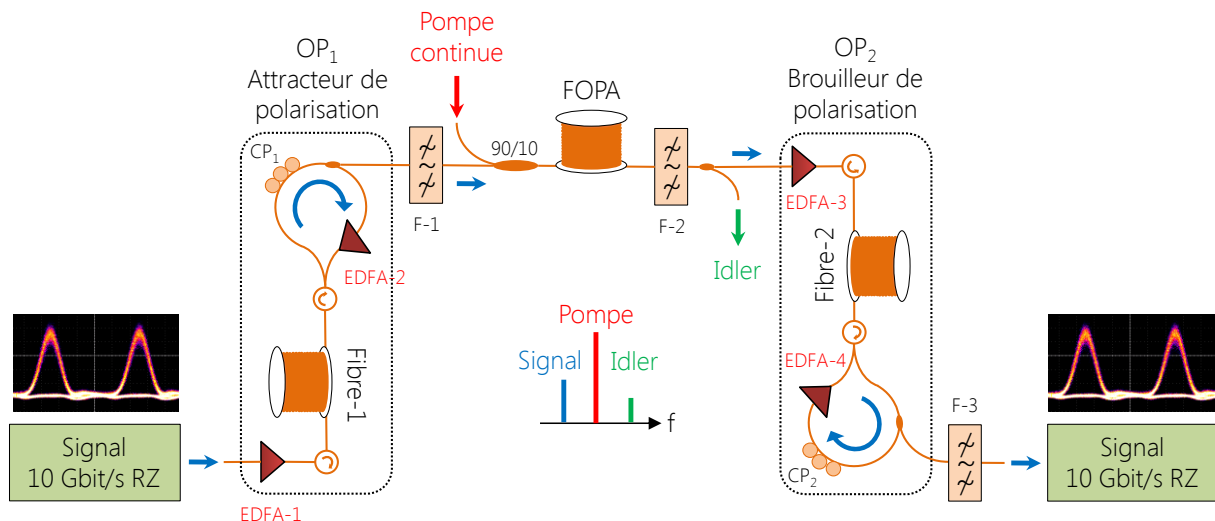 OP1
Attracteur de
polarisation
CP1
EDFA-2
Fibre-1
EDFA-1
Signal
10 Gbit/s RZ
F-1
Pompe
continue
90/10
FOPA
F-2
Idler
Pompe
Signal
Idler
f
OP2
Brouilleur de
polarisation
EDFA-3
Fibre-2
EDFA-4
CP2
F-3
Signal
10 Gbit/s RZ